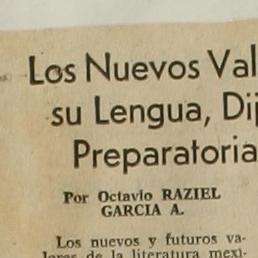 Los Nuevos Val
su Lengua, Dij
Preparatoria
Por Octavio RAZIEL
GARCIA A.
Los nuevos y futuros va-
lores de la literatura mexi-